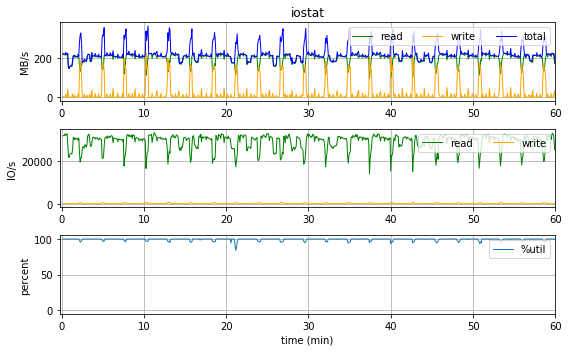 iostat
MB/s
200
0
read write total
0 10 20 30 40 50 60
IO/s
20000
0
read write
0 10 20 30 40 50 60
percent
100
50
0
%util
0 10 20 30 40 50 60
time (min)